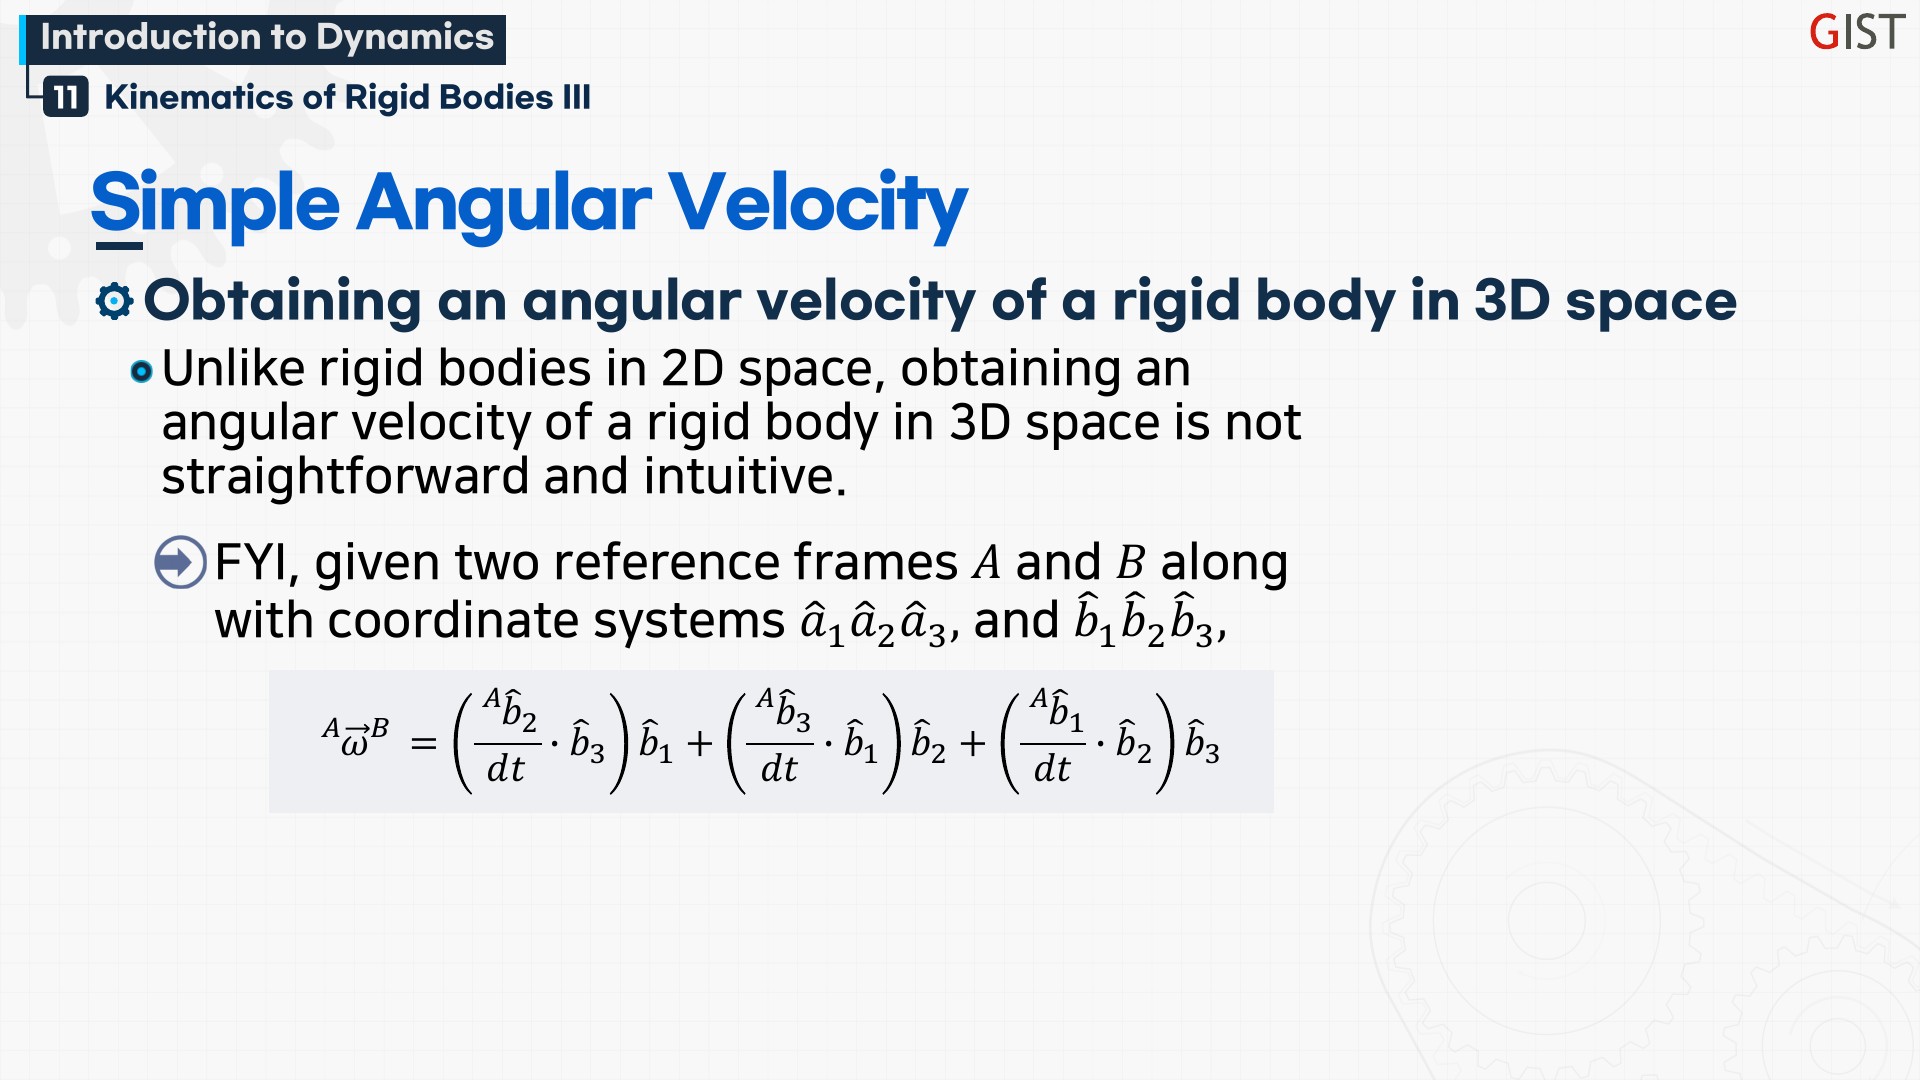 Introduction to Dynamics
GIST
11 Kinematics of Rigid Bodies III
Simple Angular Velocity
Obtaining an angular velocity of a rigid body in 3D space
Unlike rigid bodies in 2D space, obtaining an
angular velocity of a rigid body in 3D space is not
straightforward and intuitive.
FYI, given two reference frames A and B along
with coordinate systems â₁â₂â₃, and b̂₁b̂₂b̂₃,
ᴬω⃗ᴮ = (ᴬb̂₂/dt · b̂₃) b̂₁ + (ᴬb̂₃/dt · b̂₁) b̂₂ + (ᴬb̂₁/dt · b̂₂) b̂₃